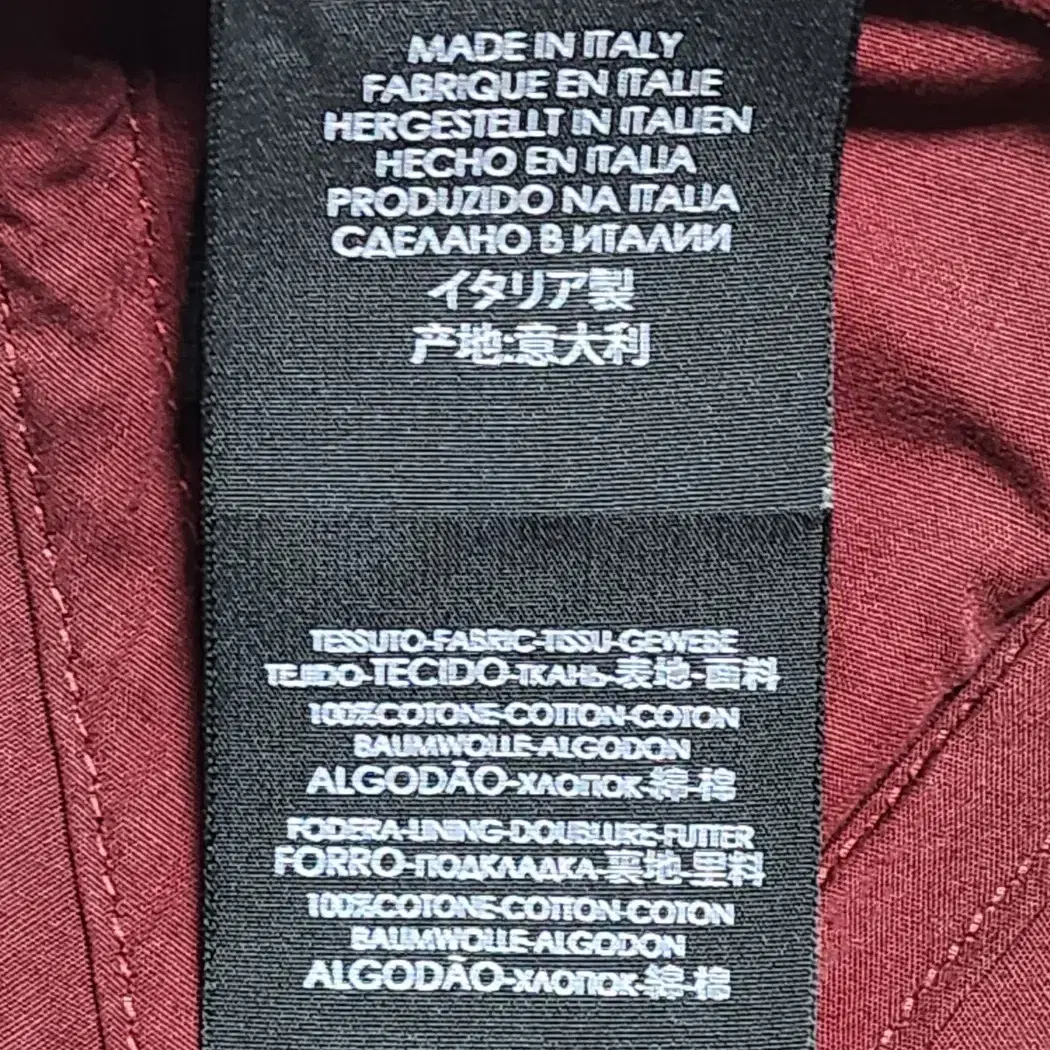 MADE IN ITALY
FABRIQUE EN ITALIE
HERGESTELLT IN ITALIEN
HECHO EN ITALIA
PRODUZIDO NA ITALIA
СДЕЛАНО В ИТАЛИИ
イタリア製
产地:意大利
TESSUTO-FABRIC-TISSU-GEWEBE
TEJIDO-TECIDO-ТКАНЬ-表地-面料
100%COTONE-COTTON-COTON
BAUMWOLLE-ALGODON
ALGODÃO-ХЛОПОК-綿-棉
FODERA-LINING-DOUBLURE-FUTTER
FORRO-ПОДКЛАДКА-裏地-里料
100%COTONE-COTTON-COTON
BAUMWOLLE-ALGODON
ALGODÃO-ХЛОПОК-綿-棉